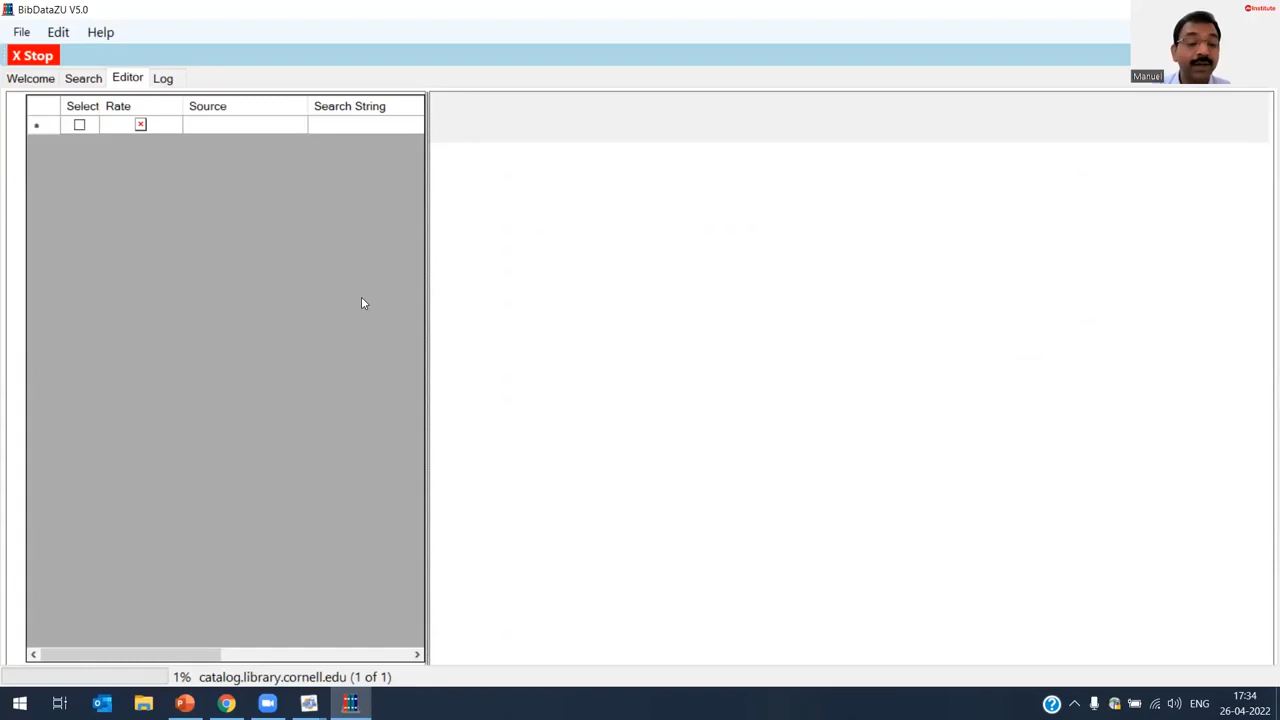 BibDataZU V5.0
File Edit Help
X Stop
Welcome Search Editor Log
Select Rate Source Search String
1% catalog.library.cornell.edu (1 of 1)
Manuel
Institute
ENG
17:34
26-04-2022